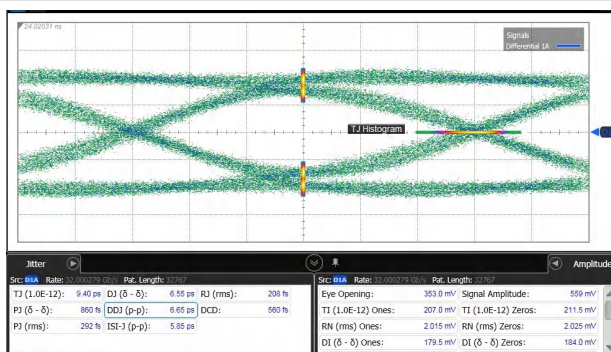 24.02031 ns
Signals
Differential 1A
TJ Histogram
Jitter
Amplitude
Src: D1A Rate: 32.000279 Gb/s Pat. Length: 32767
TJ (1.0E-12): 9.40 ps DJ (δ - δ): 6.55 ps RJ (rms): 208 fs
PJ (δ - δ): 860 fs DDJ (p-p): 6.65 ps DCD: 560 fs
PJ (rms): 292 fs ISI-J (p-p): 5.85 ps
Src: D1A Rate: 32.000279 Gb/s Pat. Length: 32767
Eye Opening: 353.0 mV Signal Amplitude: 559 mV
TI (1.0E-12) Ones: 207.0 mV TI (1.0E-12) Zeros: 211.5 mV
RN (rms) Ones: 2.015 mV RN (rms) Zeros: 2.025 mV
DI (δ - δ) Ones: 179.5 mV DI (δ - δ) Zeros: 184.0 mV